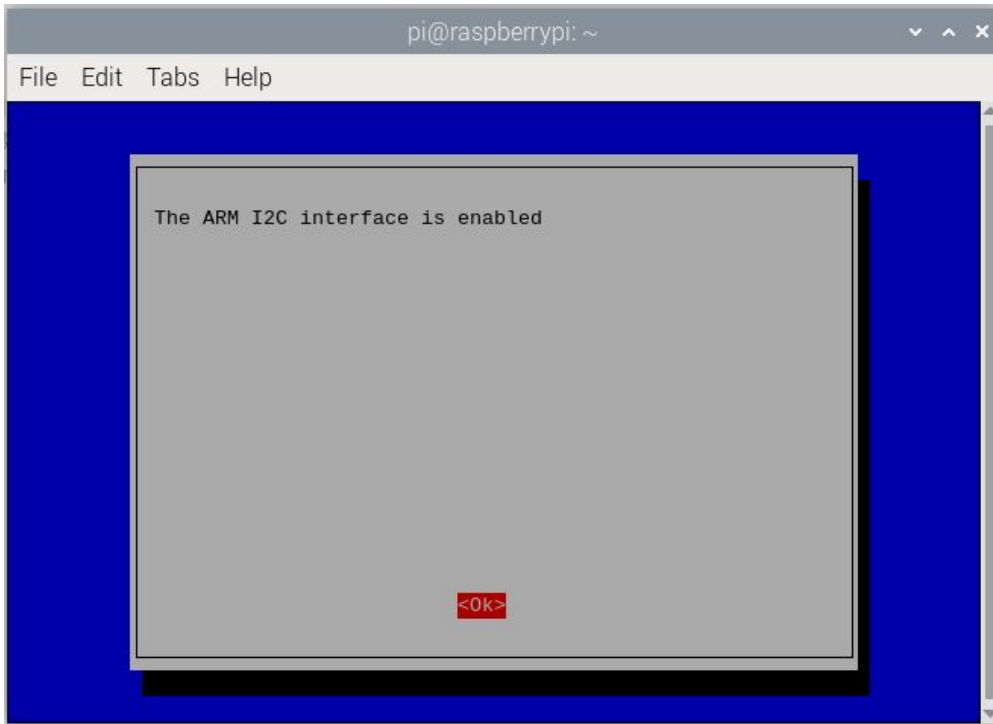 pi@raspberrypi: ~
File Edit Tabs Help
The ARM I2C interface is enabled
<Ok>